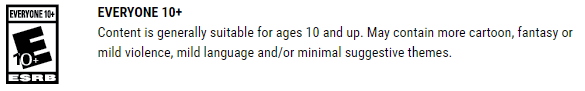 EVERYONE 10+
E
10+
ESRB
EVERYONE 10+
Content is generally suitable for ages 10 and up. May contain more cartoon, fantasy or
mild violence, mild language and/or minimal suggestive themes.